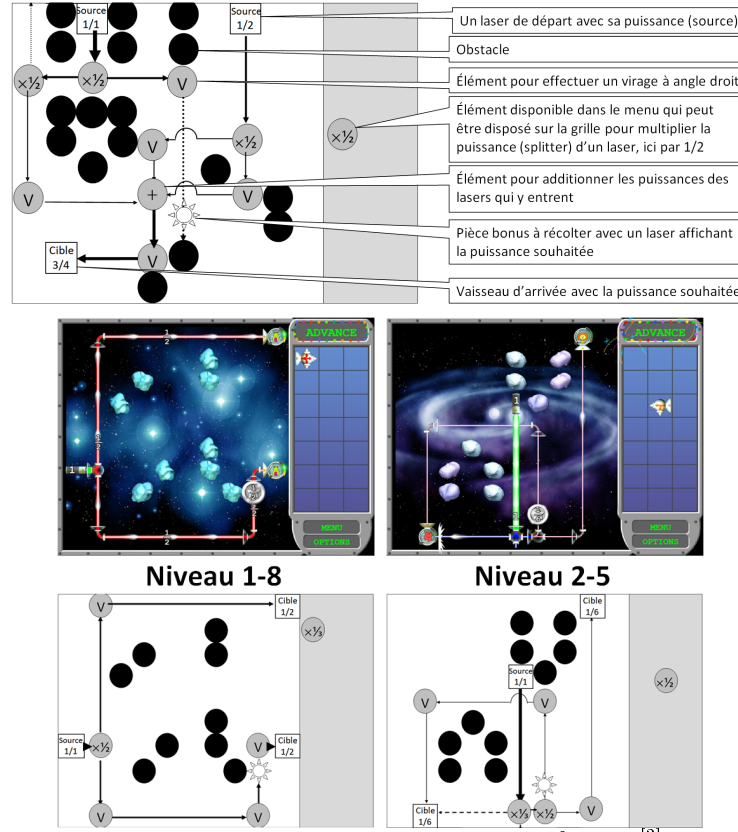 Source
1/1
Source
1/2
Un laser de départ avec sa puissance (source)
Obstacle
×½
×½
V
Élément pour effectuer un virage à angle droit
Élément disponible dans le menu qui peut
être disposé sur la grille pour multiplier la
puissance (splitter) d'un laser, ici par 1/2
V
×½
×½
V
+
V
Élément pour additionner les puissances des
lasers qui y entrent
Pièce bonus à récolter avec un laser affichant
la puissance souhaitée
Cible
3/4
V
Vaisseau d'arrivée avec la puissance souhaitée
ADVANCE
1
2
1
1
2
MENU
OPTIONS
ADVANCE
1
MENU
OPTIONS
Niveau 1-8
Niveau 2-5
V
Cible
1/2
×⅓
Source
1/1
×½
V
Cible
1/2
V
V
Cible
1/6
Source
1/1
×½
V
V
Cible
1/6
×⅓
×½
V